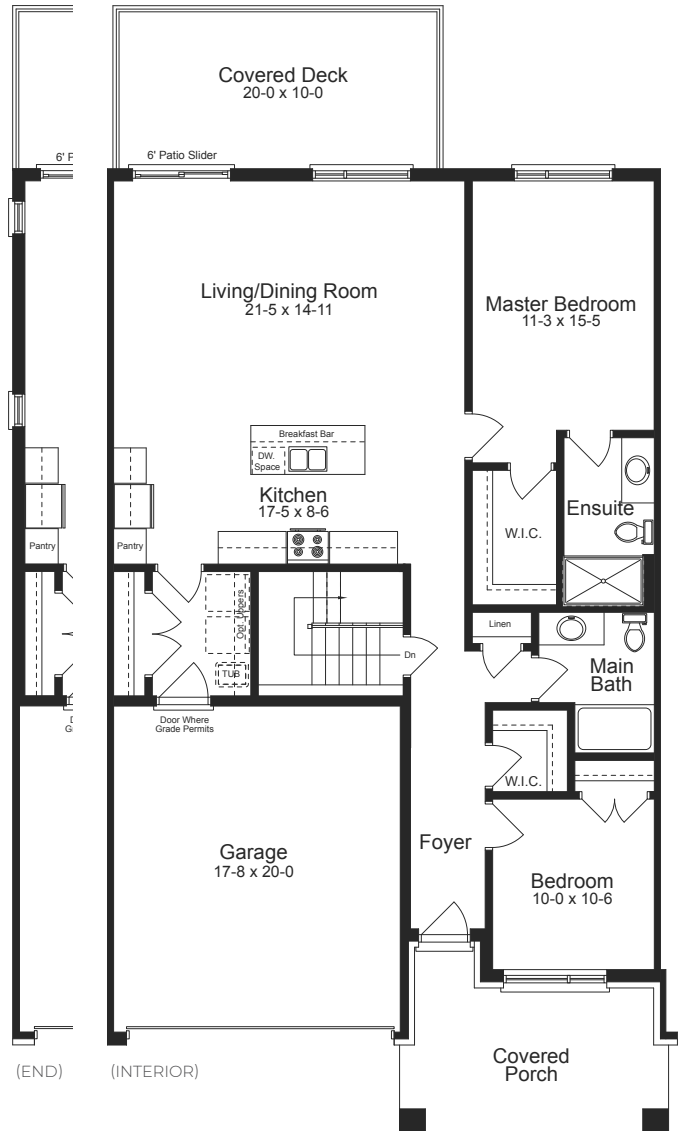 Covered Deck
20-0 x 10-0
6' P
6' Patio Slider
Living/Dining Room
21-5 x 14-11
Master Bedroom
11-3 x 15-5
Breakfast Bar
DW.
Space
Kitchen
17-5 x 8-6
Ensuite
W.I.C.
Pantry
Pantry
Opt. Uppers
Linen
Dn
TUB
Main
Bath
Door Where
Grade Permits
D
G
W.I.C.
Foyer
Garage
17-8 x 20-0
Bedroom
10-0 x 10-6
Covered
Porch
(END)
(INTERIOR)